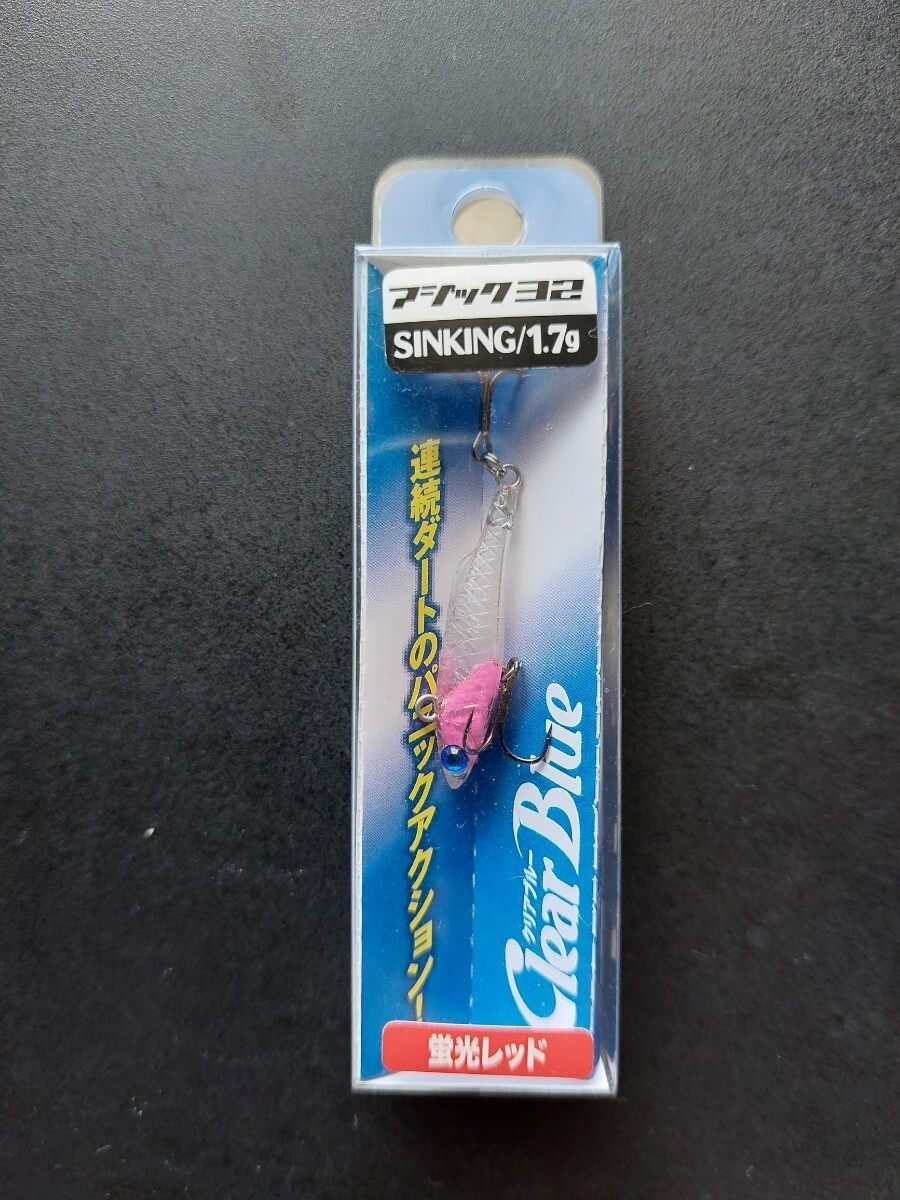 マジック32
SINKING/1.7g
連続ダートのパニックアクション!
クリアブルー
Clear Blue
蛍光レッド